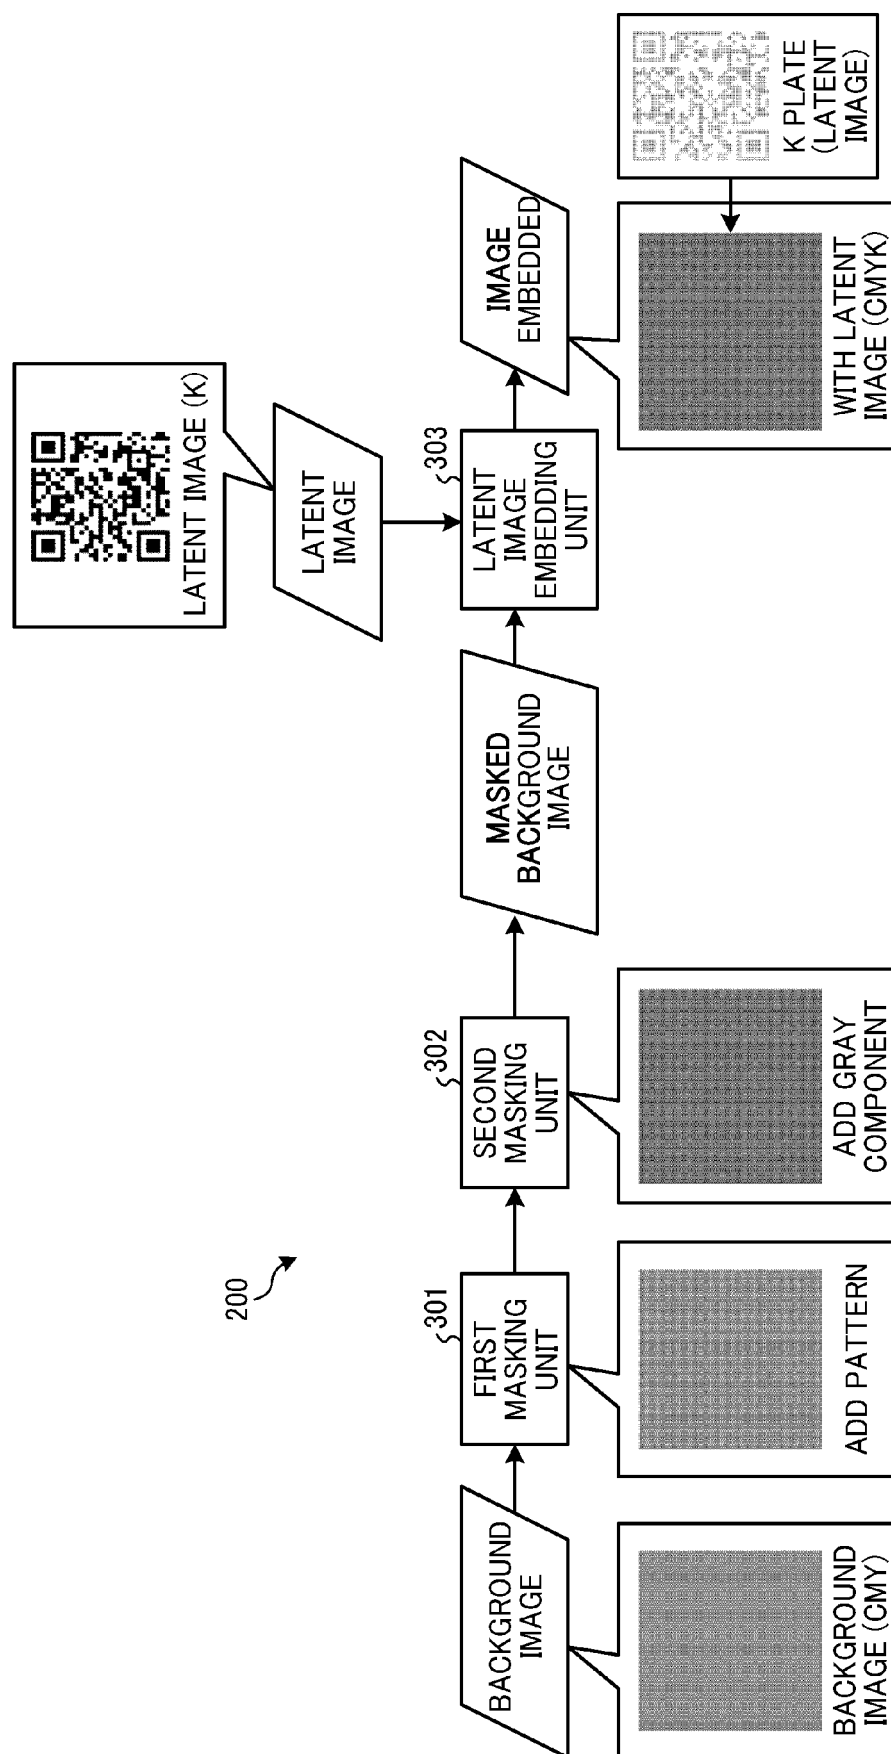 200
LATENT IMAGE (K)
LATENT
IMAGE
BACKGROUND
IMAGE
301
FIRST
MASKING
UNIT
302
SECOND
MASKING
UNIT
MASKED
BACKGROUND
IMAGE
303
LATENT
IMAGE
EMBEDDING
UNIT
IMAGE
EMBEDDED
BACKGROUND
IMAGE (CMY)
ADD PATTERN
ADD GRAY
COMPONENT
WITH LATENT
IMAGE (CMYK)
K PLATE
(LATENT
IMAGE)